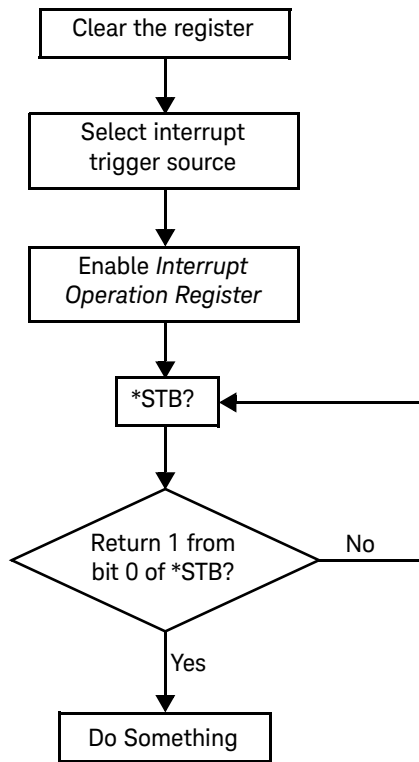 Clear the register
Select interrupt
trigger source
Enable Interrupt
Operation Register
*STB?
Return 1 from
bit 0 of *STB?
No
Yes
Do Something